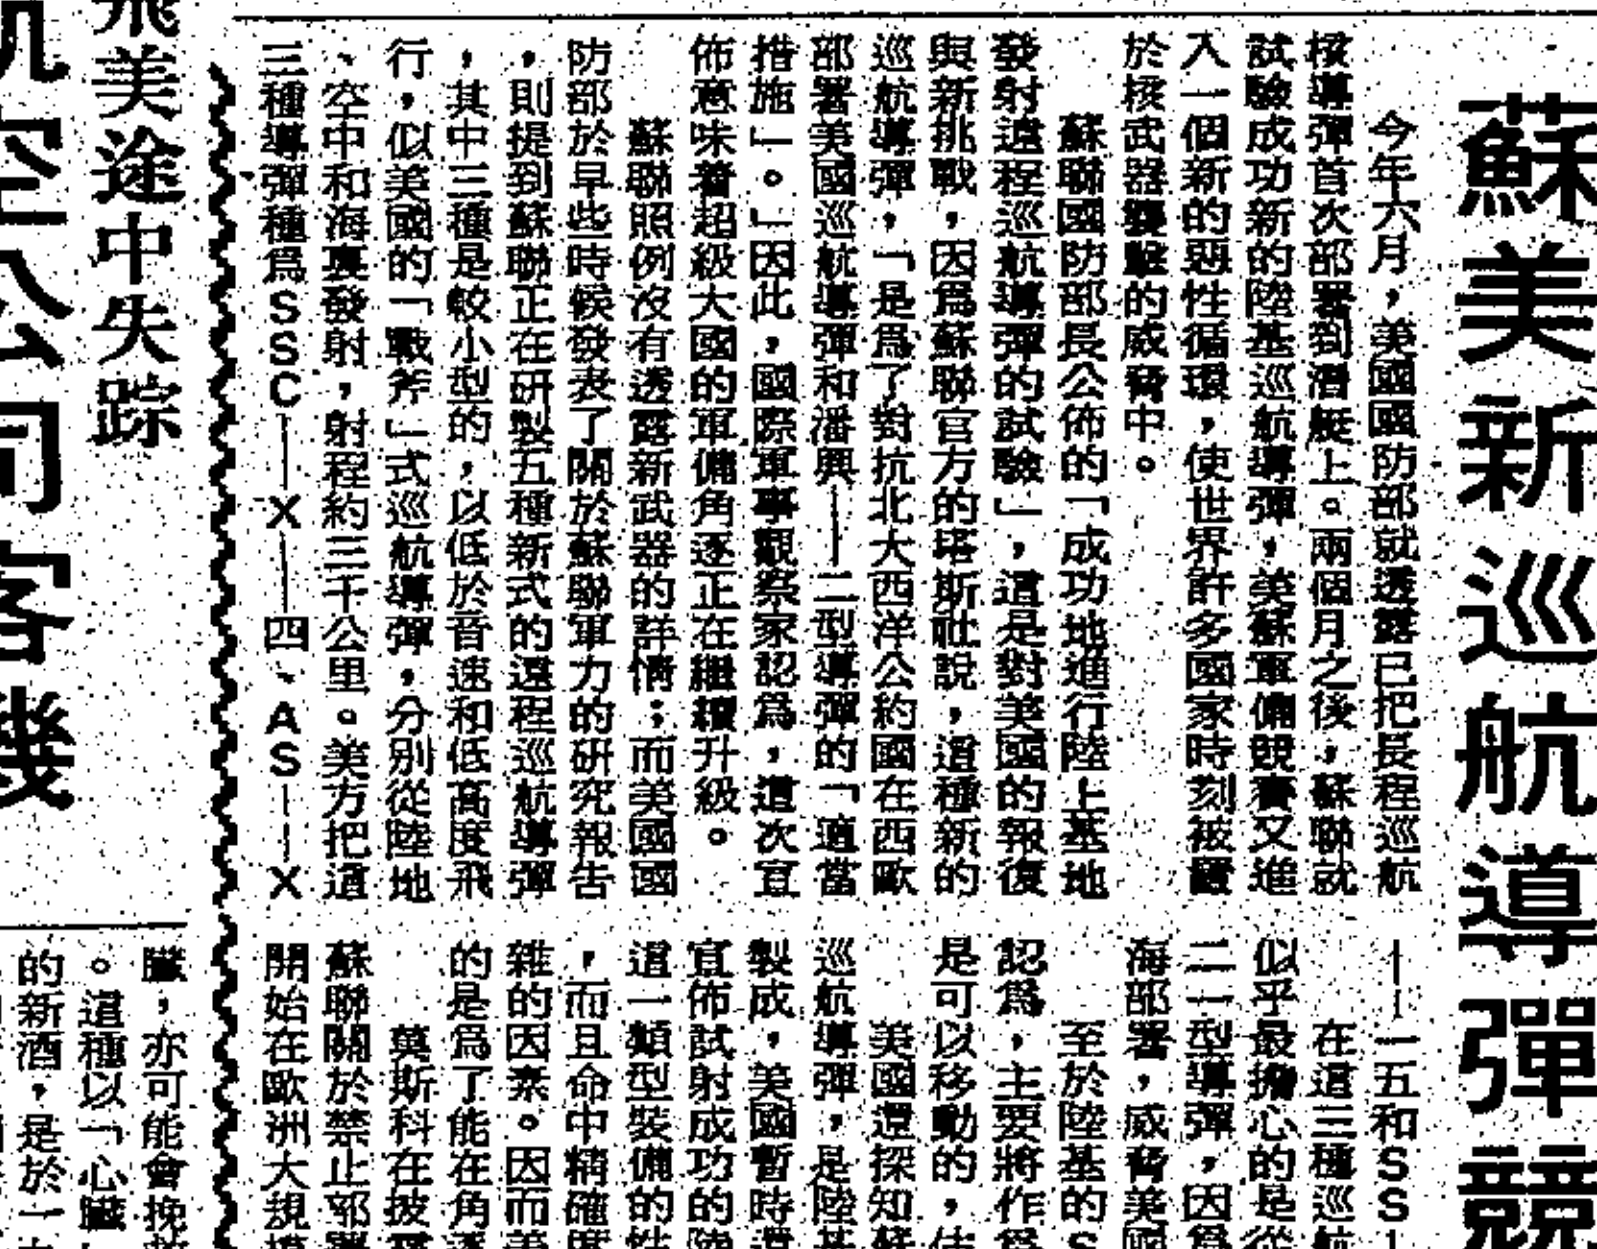 蘇美新巡航導彈競
今年六月，美國國防部就透露已把長程巡航
核導彈首次部署到潛艇上。兩個月之後，蘇聯就
試驗成功新的陸基巡航導彈，美蘇軍備競賽又進
入一個新的惡性循環，使世界許多國家時刻被置
於核武器襲擊的威脅中。
蘇聯國防部長公佈的「成功地進行陸上基地
發射遠程巡航導彈的試驗」，這是對美國的報復
與新挑戰，因爲蘇聯官方的塔斯社說，這種新的
巡航導彈，「是爲了對抗北大西洋公約國在西歐
部署美國巡航導彈和潘興——二型導彈的「適當
措施」。」因此，國際軍事觀察家認爲，這次宣
佈意味着超級大國的軍備角逐正在繼續升級。
蘇聯照例沒有透露新武器的詳情；而美國國
防部於早些時候發表了關於蘇聯軍力的研究報告
，則提到蘇聯正在研製五種新式的遠程巡航導彈
，其中三種是較小型的，以低於音速和低高度飛
行，似美國的「戰斧」式巡航導彈，分別從陸地
、空中和海裏發射，射程約三千公里。美方把這
三種導彈種爲SSC—X—四、AS——X
——一五和SS
在這三種巡航
似乎最擔心的是從
二一型導彈，因爲
海部署，威脅美國
至於陸基的S
認爲，主要將作爲
是可以移動的，估
美國還探知蘇
巡航導彈，是陸基
製成，美國暫時還
宣佈試射成功的陸
這一類型裝備的性
，而且命中精確度
雜的因素。因而美
的是爲了能在角逐
莫斯科在披露
蘇聯關於禁止部署
開始在歐洲大規模
飛美途中失踪
航空公司客機
臟，亦可能會挽
。這種以「心臟
的新酒，是於一